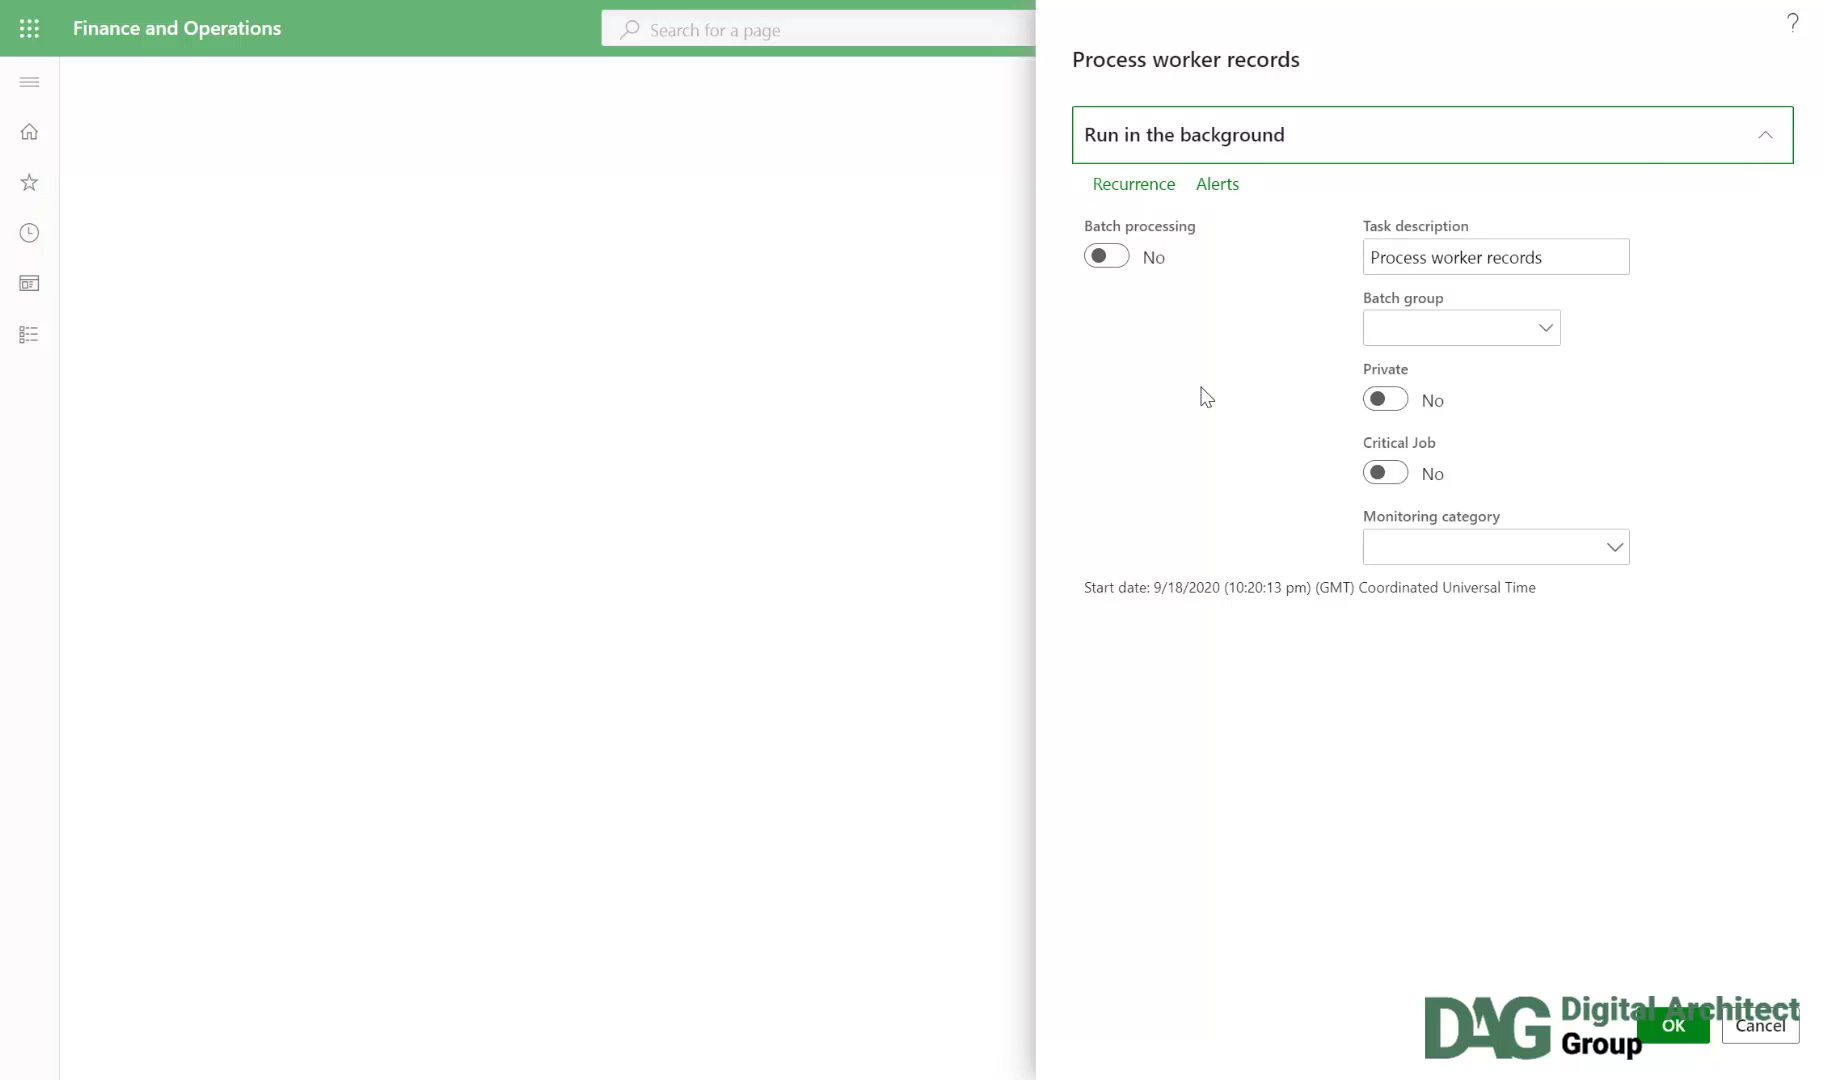 Finance and Operations
Search for a page
?
Process worker records
Run in the background
Recurrence Alerts
Batch processing
No
Task description
Process worker records
Batch group
Private
No
Critical Job
No
Monitoring category
Start date: 9/18/2020 (10:20:13 pm) (GMT) Coordinated Universal Time
DAG Digital Architect
Group
OK Cancel